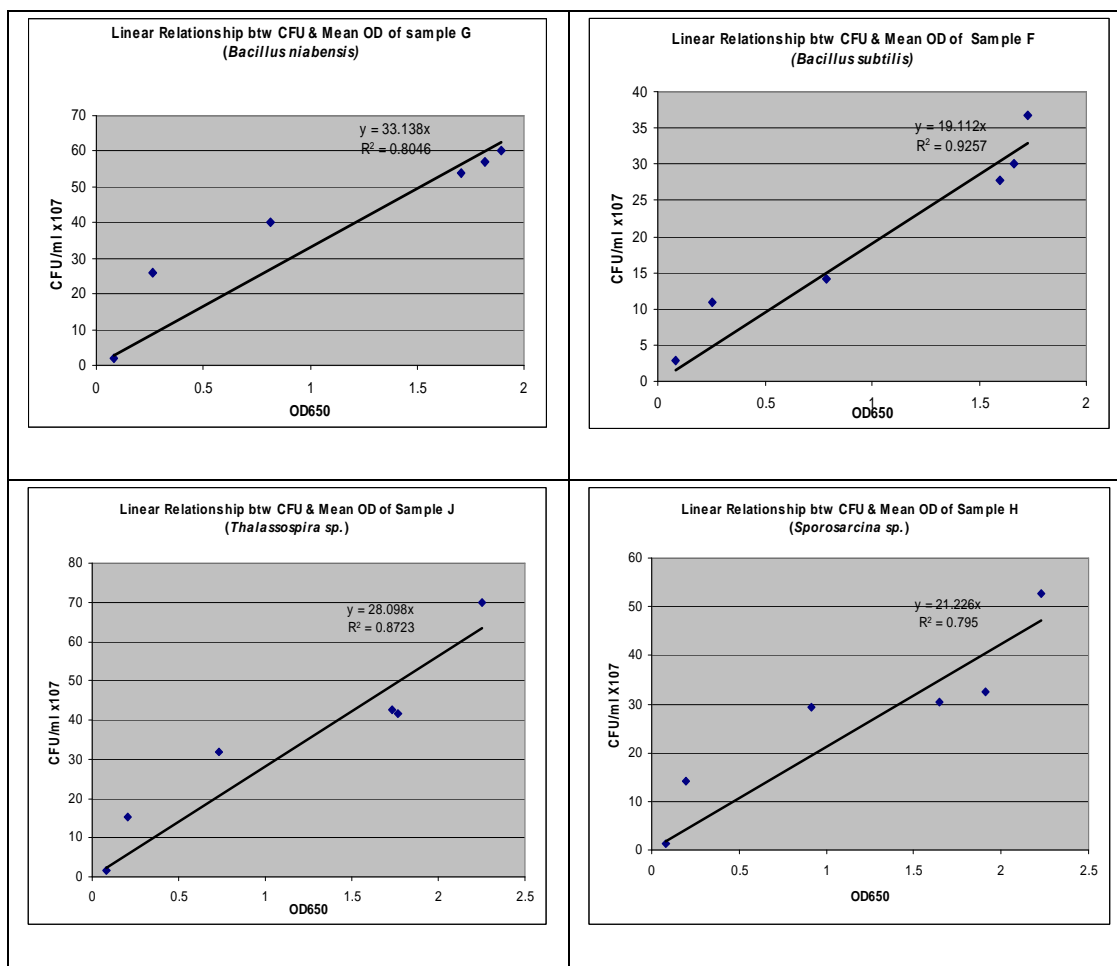 Linear Relationship btw CFU & Mean OD of sample G
(Bacillus niabensis)
CFU/ml x107
70
60
50
40
30
20
10
0
y = 33.138x
R² = 0.8046
0 0.5 1 1.5 2
OD650
Linear Relationship btw CFU & Mean OD of Sample F
(Bacillus subtilis)
CFU/ml x107
40
35
30
25
20
15
10
5
0
y = 19.112x
R² = 0.9257
0 0.5 1 1.5 2
OD650
Linear Relationship btw CFU & Mean OD of Sample J
(Thalassospira sp.)
CFU/ml x107
80
70
60
50
40
30
20
10
0
y = 28.098x
R² = 0.8723
0 0.5 1 1.5 2 2.5
OD650
Linear Relationship btw CFU & Mean OD of Sample H
(Sporosarcina sp.)
CFU/ml X107
60
50
40
30
20
10
0
y = 21.226x
R² = 0.795
0 0.5 1 1.5 2 2.5
OD650